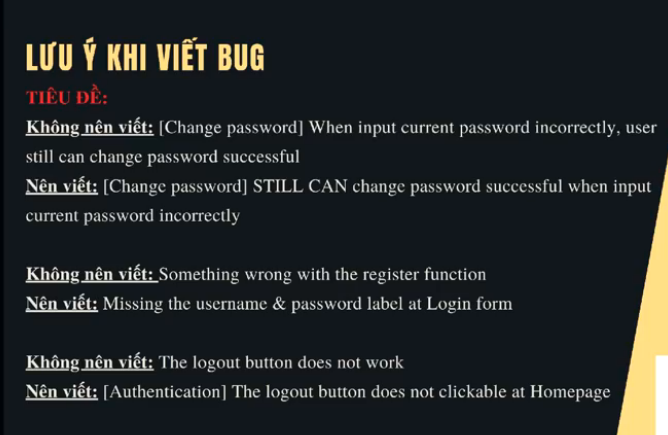 LƯU Ý KHI VIẾT BUG
TIÊU ĐỀ:
Không nên viết: [Change password] When input current password incorrectly, user
still can change password successful
Nên viết: [Change password] STILL CAN change password successful when input
current password incorrectly
Không nên viết: Something wrong with the register function
Nên viết: Missing the username & password label at Login form
Không nên viết: The logout button does not work
Nên viết: [Authentication] The logout button does not clickable at Homepage